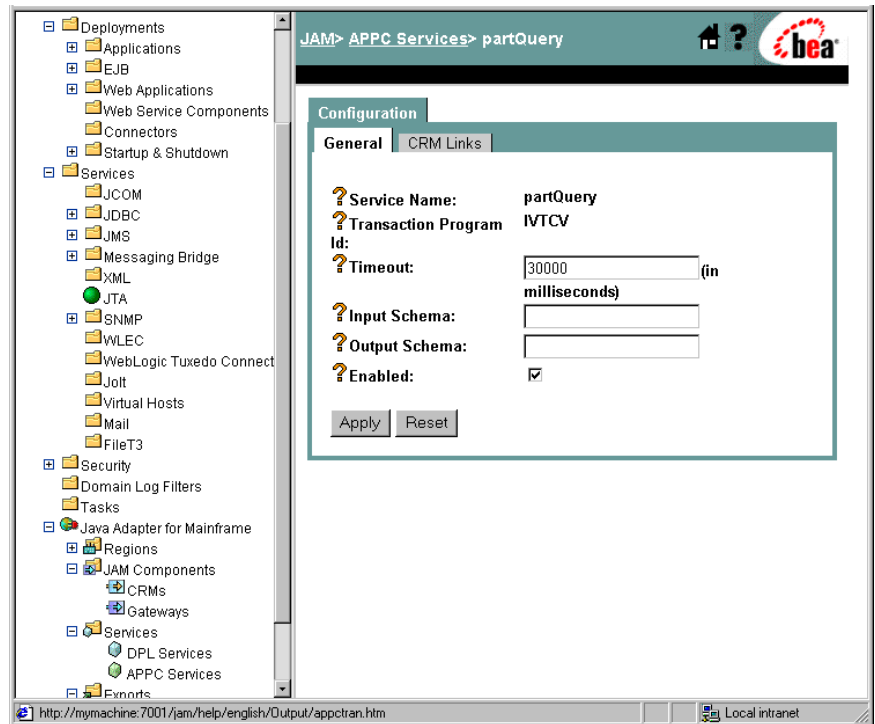 Deployments
Applications
EJB
Web Applications
Web Service Components
Connectors
Startup & Shutdown
Services
JCOM
JDBC
JMS
Messaging Bridge
XML
JTA
SNMP
WLEC
WebLogic Tuxedo Connect
Jolt
Virtual Hosts
Mail
FileT3
Security
Domain Log Filters
Tasks
Java Adapter for Mainframe
Regions
JAM Components
CRMs
Gateways
Services
DPL Services
APPC Services
Exports
JAM> APPC Services> partQuery
?
bea
Configuration
General CRM Links
?Service Name: partQuery
?Transaction Program IVTCV
Id:
?Timeout: 30000 (in
milliseconds)
?Input Schema:
?Output Schema:
?Enabled:
Apply Reset
http://mymachine:7001/jam/help/english/Output/appctran.htm Local intranet